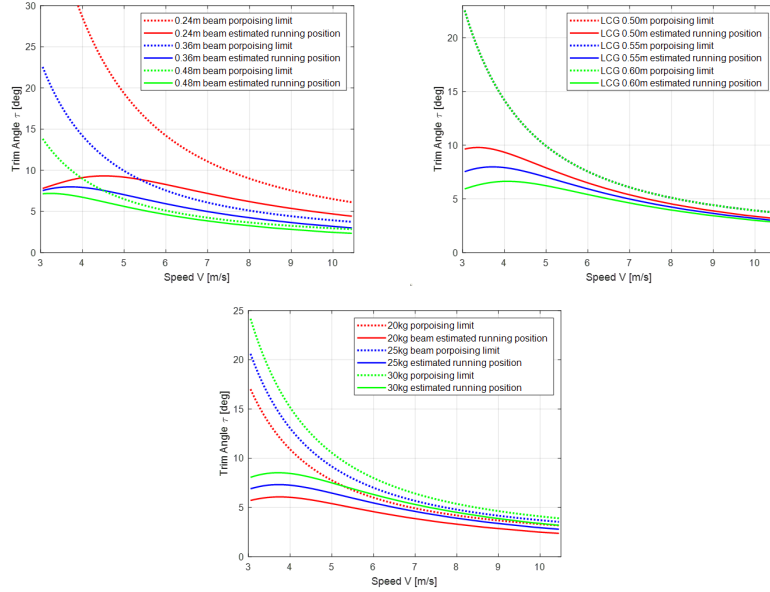 30
25
20
15
10
5
0
3
4
5
6
7
8
9
10
Speed V [m/s]
Trim Angle τ [deg]
0.24m beam porpoising limit
0.24m beam estimated running position
0.36m beam porpoising limit
0.36m beam estimated running position
0.48m beam porpoising limit
0.48m beam estimated running position
20
15
10
5
0
3
4
5
6
7
8
9
10
Speed V [m/s]
Trim Angle τ [deg]
LCG 0.50m porpoising limit
LCG 0.50m estimated running position
LCG 0.55m porpoising limit
LCG 0.55m estimated running position
LCG 0.60m porpoising limit
LCG 0.60m estimated running position
25
20
15
10
5
0
3
4
5
6
7
8
9
10
Speed V [m/s]
Trim Angle τ [deg]
20kg porpoising limit
20kg beam estimated running position
25kg beam porpoising limit
25kg estimated running position
30kg porpoising limit
30kg estimated running position